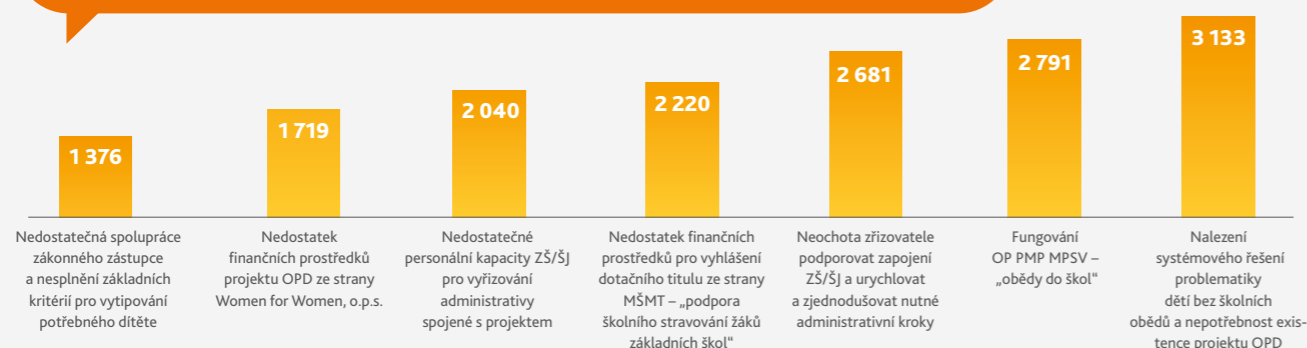 1 376
1 719
2 040
2 220
2 681
2 791
3 133
Nedostatečná spolupráce
zákonného zástupce
a nesplnění základních
kritérií pro vytipování
potřebného dítěte
Nedostatek
finančních prostředků
projektu OPD ze strany
Women for Women, o.p.s.
Nedostatečné
personální kapacity ZŠ/ŠJ
pro vyřizování
administrativy
spojené s projektem
Nedostatek finančních
prostředků pro vyhlášení
dotačního titulu ze strany
MŠMT – „podpora
školního stravování žáků
základních škol“
Neochota zřizovatele
podporovat zapojení
ZŠ/ŠJ a urychlovat
a zjednodušovat nutné
administrativní kroky
Fungování
OP PMP MPSV –
„obědy do škol“
Nalezení
systémového řešení
problematiky
dětí bez školních
obědů a nepotřebnost exis-
tence projektu OPD